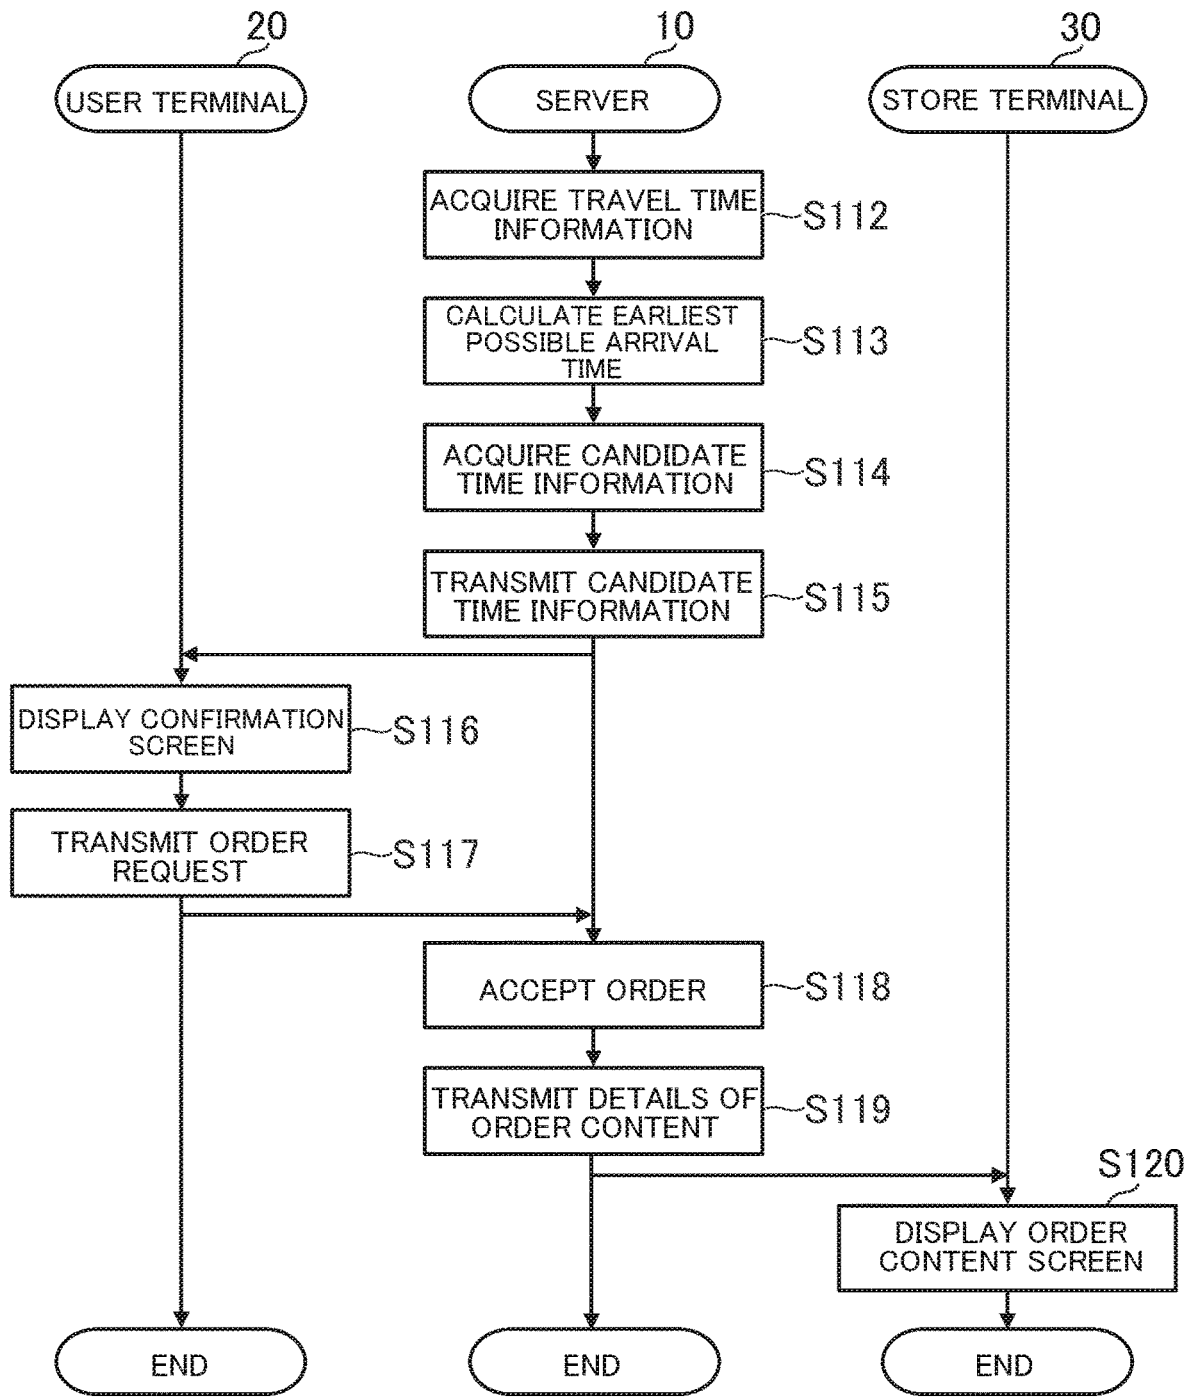 20
10
30
USER TERMINAL
SERVER
STORE TERMINAL
ACQUIRE TRAVEL TIME
INFORMATION
S112
CALCULATE EARLIEST
POSSIBLE ARRIVAL
TIME
S113
ACQUIRE CANDIDATE
TIME INFORMATION
S114
TRANSMIT CANDIDATE
TIME INFORMATION
S115
DISPLAY CONFIRMATION
SCREEN
S116
TRANSMIT ORDER
REQUEST
S117
ACCEPT ORDER
S118
TRANSMIT DETAILS OF
ORDER CONTENT
S119
S120
DISPLAY ORDER
CONTENT SCREEN
END
END
END